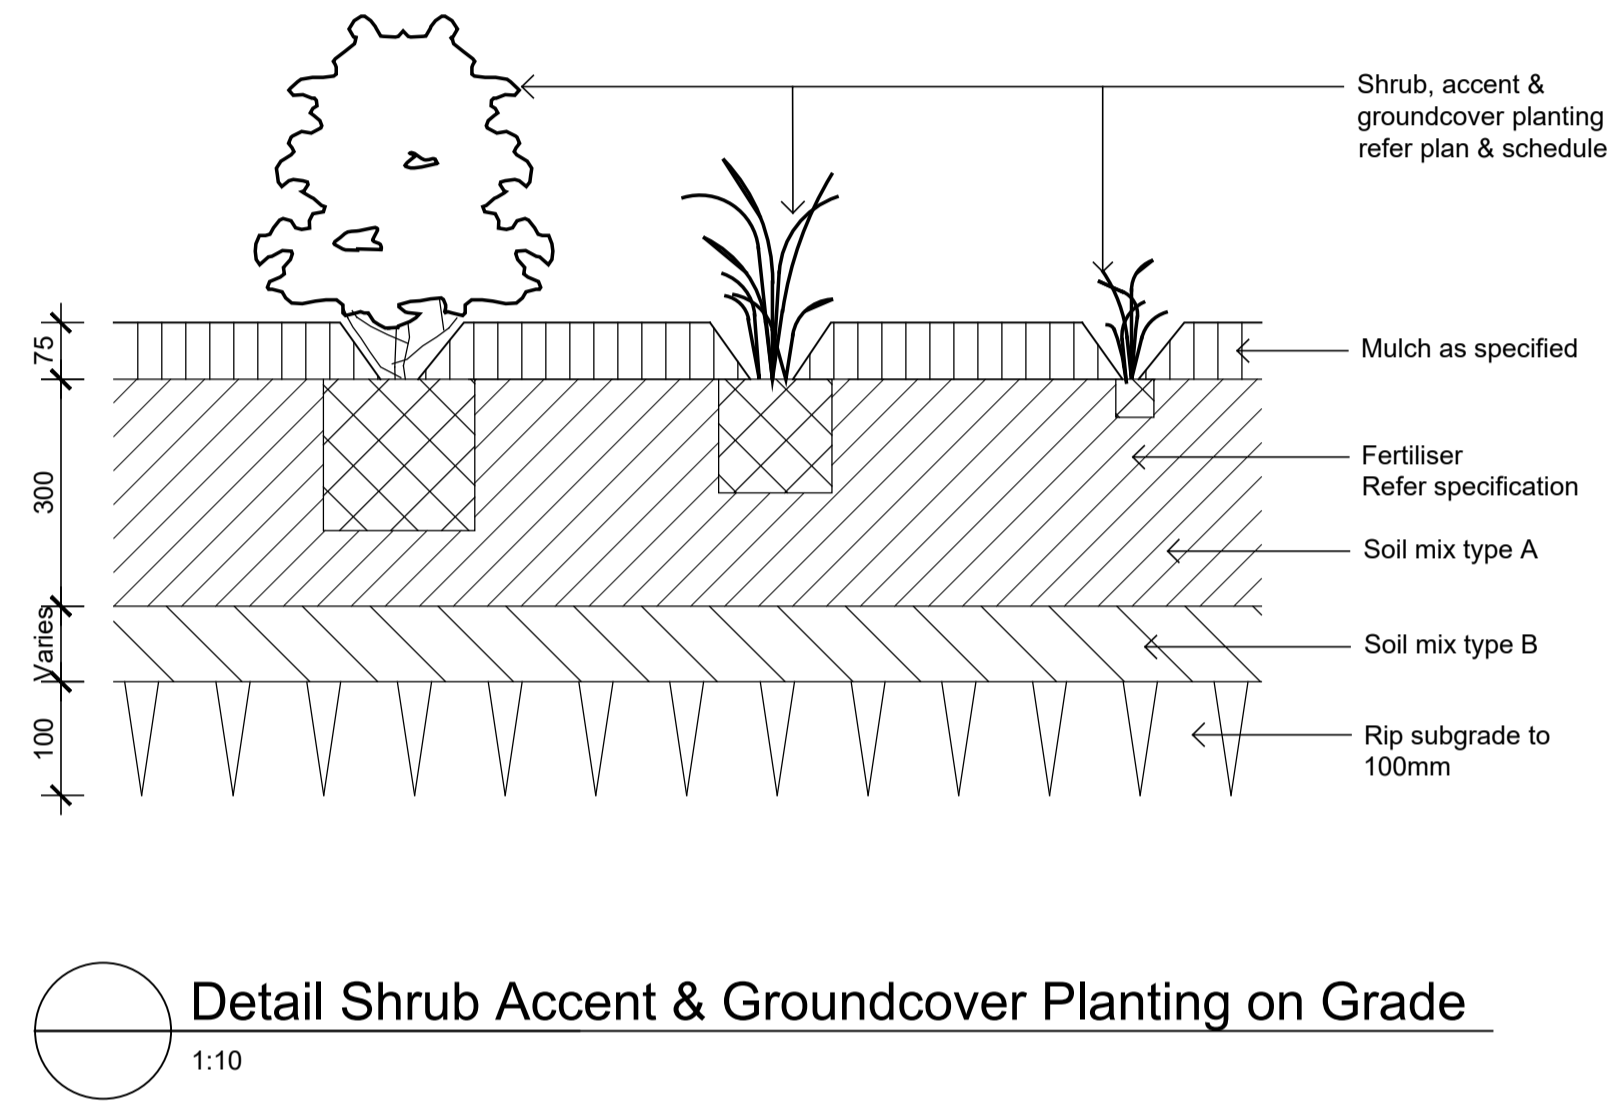 Shrub, accent &
groundcover planting
refer plan & schedule
75
Mulch as specified
300
Fertiliser
Refer specification
Soil mix type A
Varies
Soil mix type B
100
Rip subgrade to
100mm
Detail Shrub Accent & Groundcover Planting on Grade
1:10